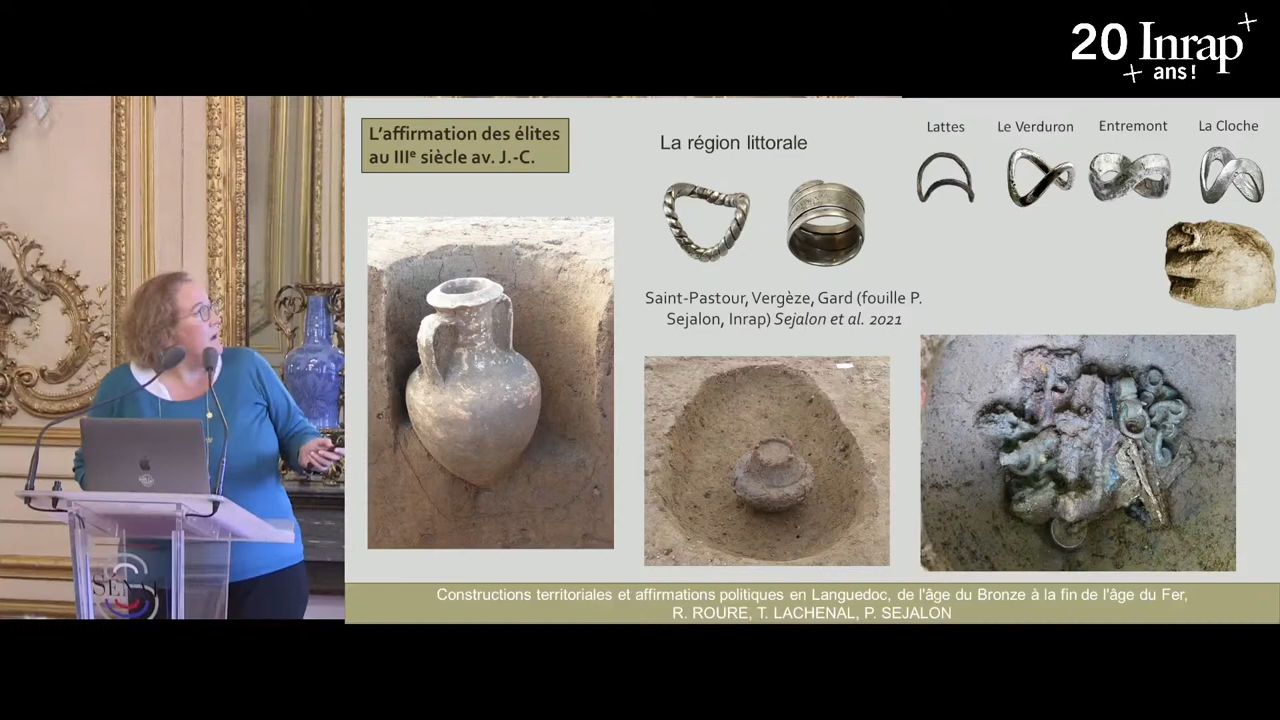 20 Inrap+
+ ans !
L'affirmation des élites
au IIIe siècle av. J.-C.
La région littorale
Lattes
Le Verduron
Entremont
La Cloche
Saint-Pastour, Vergèze, Gard (fouille P.
Sejalon, Inrap) Sejalon et al. 2021
SÉNAT
Constructions territoriales et affirmations politiques en Languedoc, de l'âge du Bronze à la fin de l'âge du Fer,
R. ROURE, T. LACHENAL, P. SEJALON